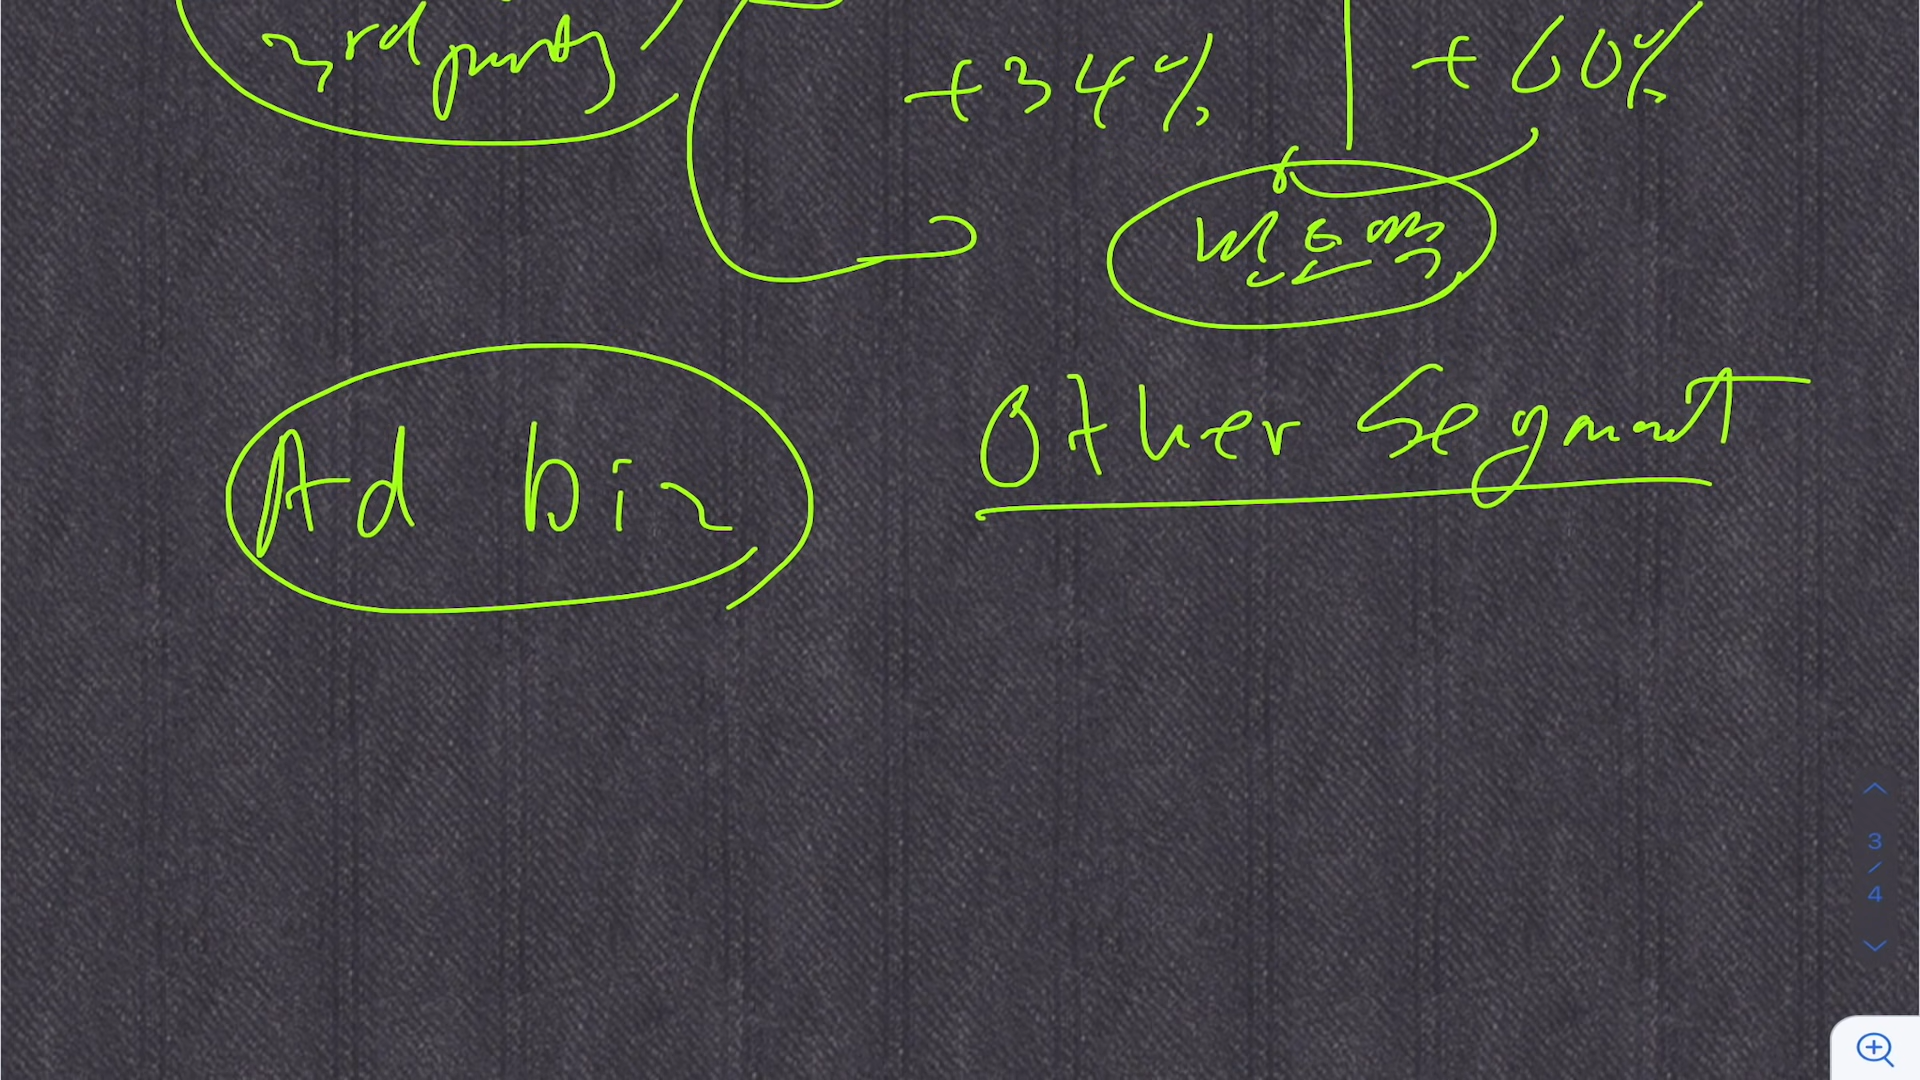 3rd party
+34%
+60%
Ad biz
Other Segment
3
/
4